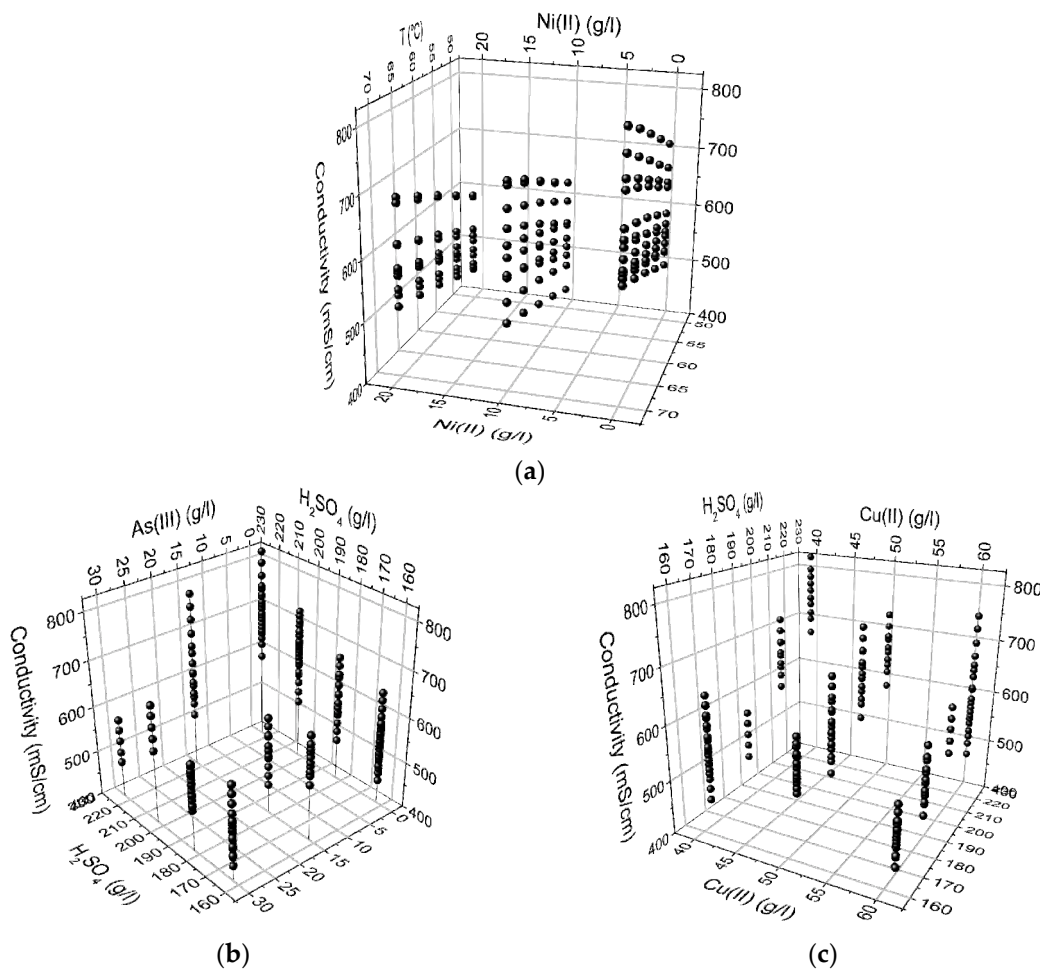 Ni(II) (g/l)
T (°C)
70 65 60 55 50 20 15 10 5 0
800 700 600 500 400
Conductivity (mS/cm)
800 700 600 500 400
20 15 10 5 0
Ni(II) (g/l)
50 55 60 65 70
(a)
As(III) (g/l)
H₂SO₄ (g/l)
30 25 20 15 10 5 0
230 220 210 200 190 180 170 160
Conductivity (mS/cm)
800 700 600 500
800 700 600 500 400
220 210 200 190 180 170 160
H₂SO₄ (g/l)
30 25 20 15 10 5 0
(b)
H₂SO₄ (g/l)
Cu(II) (g/l)
160 170 180 190 200 210 220 230
40 45 50 55 60
Conductivity (mS/cm)
800 700 600 500 400
800 700 600 500
40 45 50 55 60
Cu(II) (g/l)
220 210 200 190 180 170 160
(c)